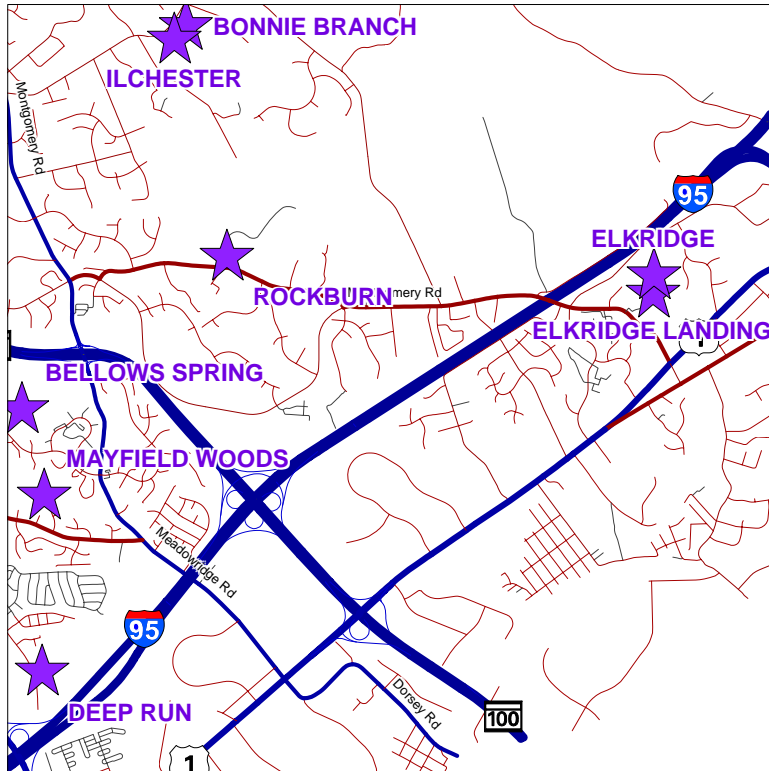 BONNIE BRANCH
ILCHESTER
Montgomery Rd
95
ELKRIDGE
ROCKBURN
mery Rd
ELKRIDGE LANDING
1
BELLOWS SPRING
MAYFIELD WOODS
Meadowridge Rd
95
DEEP RUN
Dorsey Rd
100
1